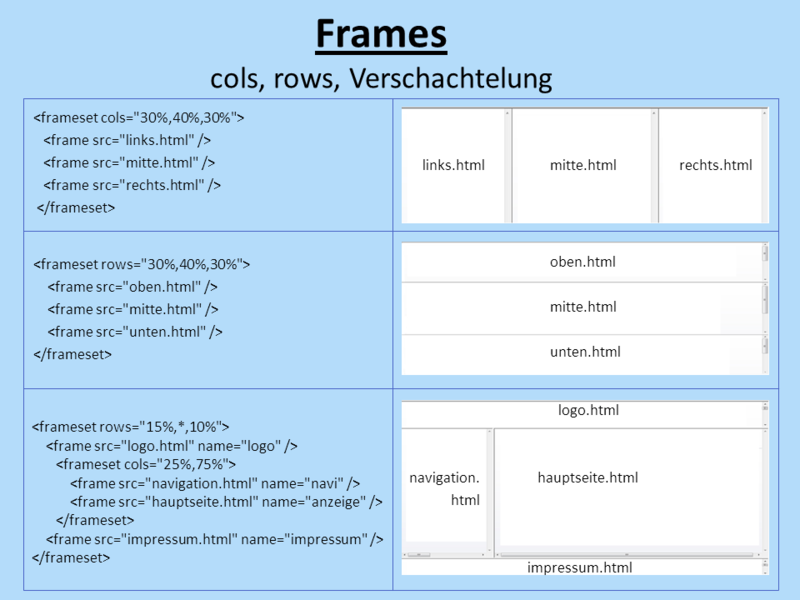 Frames
cols, rows, Verschachtelung
<frameset cols="30%,40%,30%">
<frame src="links.html" />
<frame src="mitte.html" />
<frame src="rechts.html" />
</frameset>
links.html
mitte.html
rechts.html
<frameset rows="30%,40%,30%">
<frame src="oben.html" />
<frame src="mitte.html" />
<frame src="unten.html" />
</frameset>
oben.html
mitte.html
unten.html
<frameset rows="15%,*,10%">
<frame src="logo.html" name="logo" />
<frameset cols="25%,75%">
<frame src="navigation.html" name="navi" />
<frame src="hauptseite.html" name="anzeige" />
</frameset>
<frame src="impressum.html" name="impressum" />
</frameset>
logo.html
navigation.
html
hauptseite.html
impressum.html